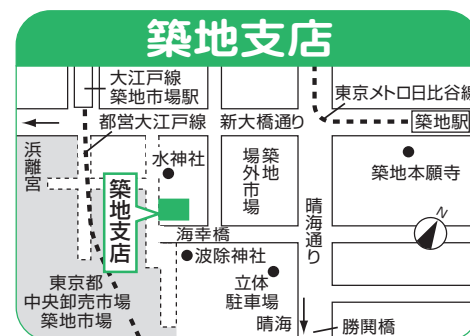 築地支店
大江戸線
築地市場駅
東京メトロ日比谷線
都営大江戸線
新大橋通り
築地駅
浜離宮
水神社
築地
場外市場
築地本願寺
築地支店
晴海通り
N
海幸橋
波除神社
立体
駐車場
東京都
中央卸売市場
築地市場
晴海
勝鬨橋